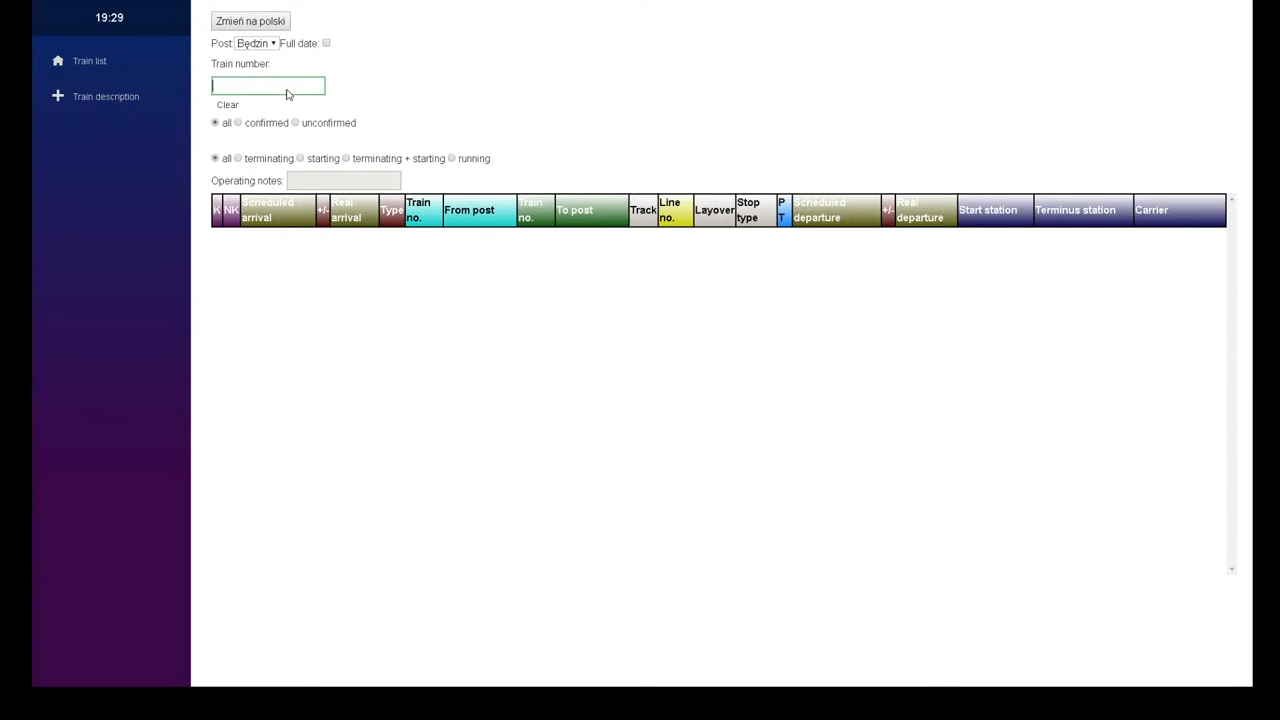 19:29
Train list
Train description
Zmień na polski
Post: Będzin Full date:
Train number:
Clear
all confirmed unconfirmed
all terminating starting terminating + starting running
Operating notes:
K NK Scheduled arrival +/- Real arrival Type Train no. From post Train no. To post Track Line no. Layover Stop type P T Scheduled departure +/- Real departure Start station Terminus station Carrier